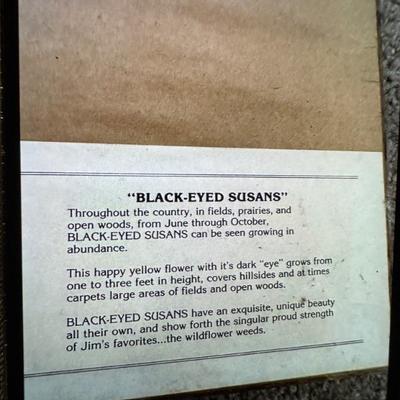 "BLACK-EYED SUSANS"
Throughout the country, in fields, prairies, and
open woods, from June through October,
BLACK-EYED SUSANS can be seen growing in
abundance.
This happy yellow flower with it's dark "eye" grows from
one to three feet in height, covers hillsides and at times
carpets large areas of fields and open woods.
BLACK-EYED SUSANS have an exquisite, unique beauty
all their own, and show forth the singular proud strength
of Jim's favorites...the wildflower weeds.